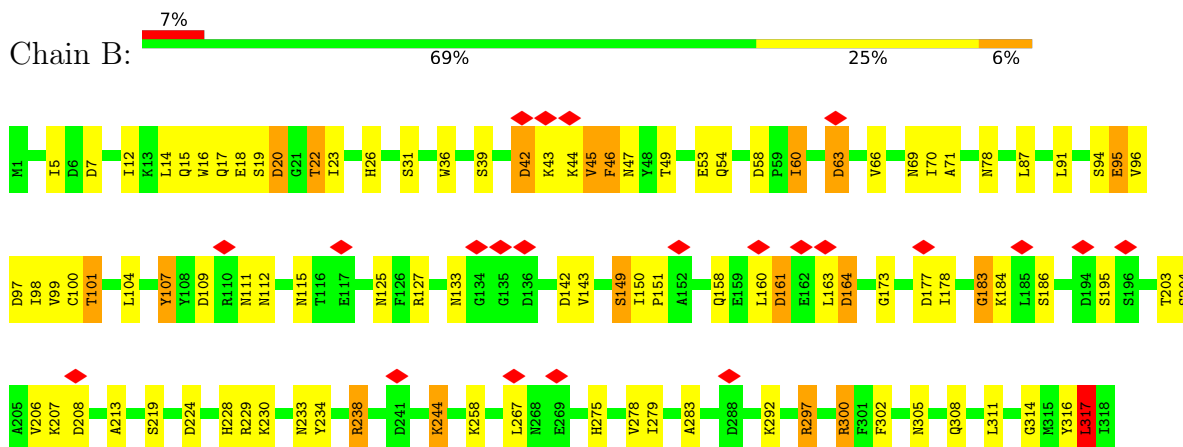 7%
Chain B:
69% 25% 6%
M1 I5 D6 D7 I12 K13 L14 Q15 W16 Q17 E18 S19 D20 G21 T22 I23 H26 S31 W36 S39 D42 K43 K44 V45 F46 N47 Y48 T49 E53 Q54 D58 P59 I60 D63 V66 N69 I70 A71 N78 L87 L91 S94 E95 V96
D97 I98 V99 C100 T101 L104 Y107 Y108 D109 R110 N111 N112 N115 T116 E117 N125 F126 R127 N133 G134 G135 D136 D142 V143 S149 I150 P151 A152 Q158 E159 L160 D161 E162 L163 D164 G173 D177 I178 G183 K184 L185 S186 D194 S195 S196 T203 S204
A205 V206 K207 D208 A213 S219 D224 H228 R229 K230 N233 Y234 R238 D241 K244 K258 L267 N268 E269 H275 V278 I279 A283 D288 K292 R297 R300 F301 F302 N305 Q308 L311 G314 M315 Y316 L317 I318